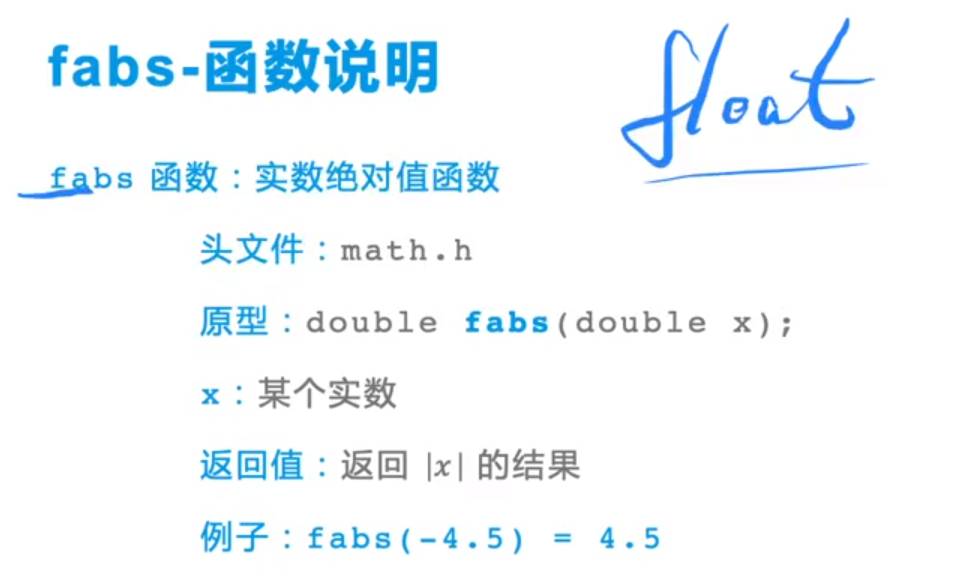 fabs-函数说明
float
fabs 函数：实数绝对值函数
头文件：math.h
原型：double fabs(double x);
x：某个实数
返回值：返回 |x| 的结果
例子：fabs(-4.5) = 4.5